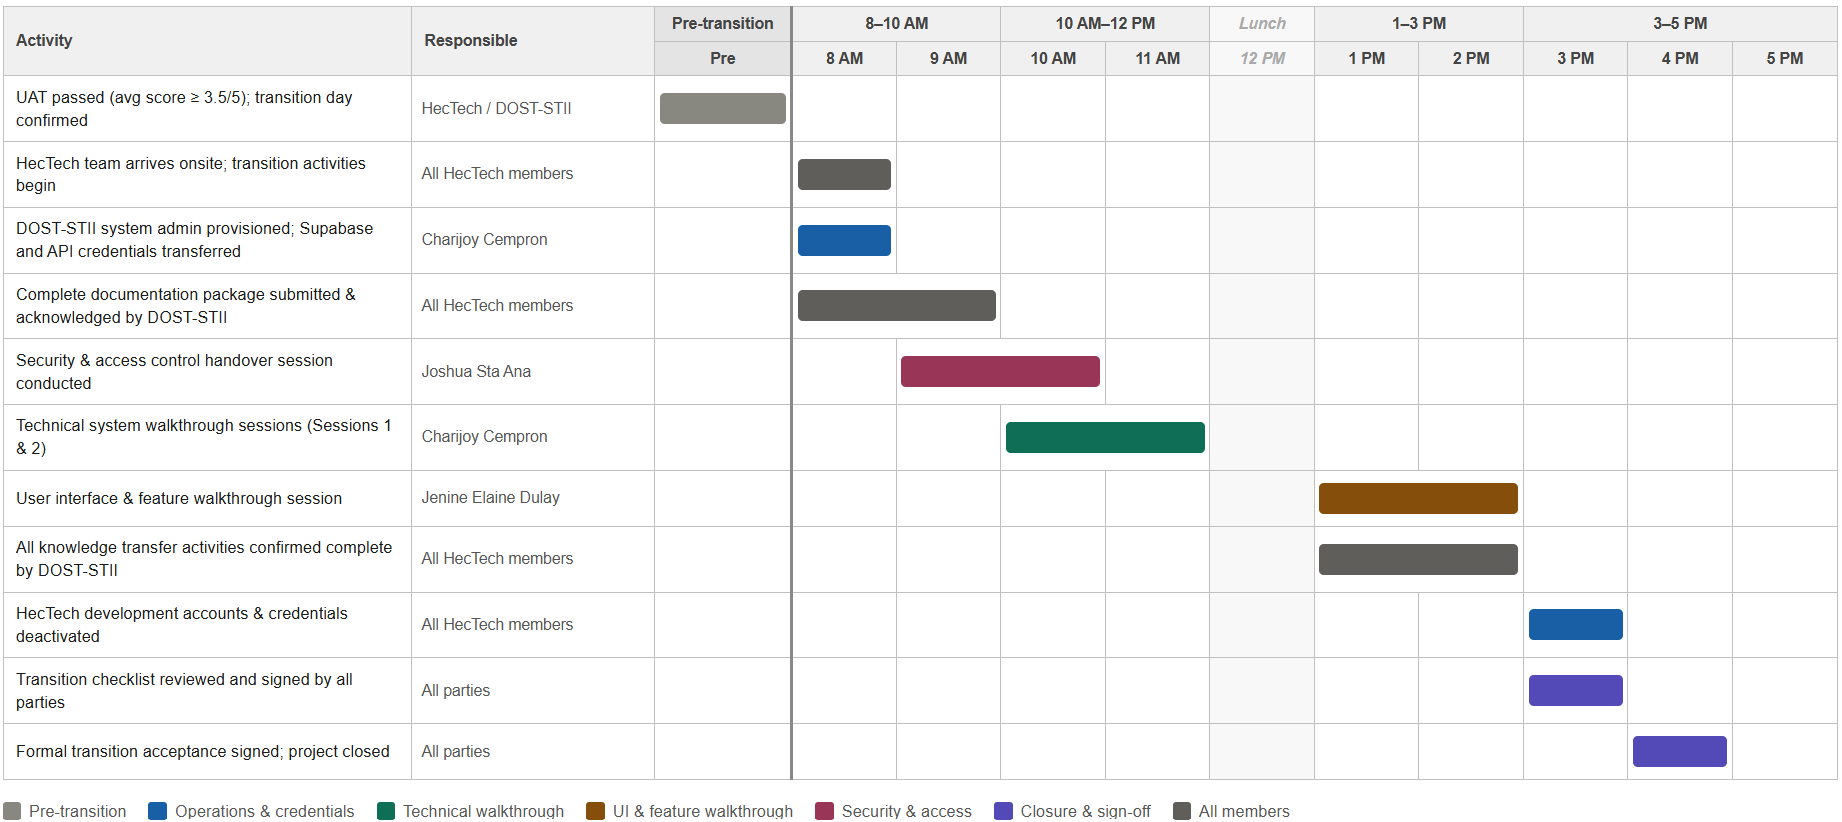 Activity
Responsible
Pre-transition
8–10 AM
10 AM–12 PM
Lunch
1–3 PM
3–5 PM
Pre
8 AM
9 AM
10 AM
11 AM
12 PM
1 PM
2 PM
3 PM
4 PM
5 PM
UAT passed (avg score ≥ 3.5/5); transition day
confirmed
HecTech / DOST-STII
HecTech team arrives onsite; transition activities
begin
All HecTech members
DOST-STII system admin provisioned; Supabase
and API credentials transferred
Charijoy Cempron
Complete documentation package submitted &
acknowledged by DOST-STII
All HecTech members
Security & access control handover session
conducted
Joshua Sta Ana
Technical system walkthrough sessions (Sessions 1
& 2)
Charijoy Cempron
User interface & feature walkthrough session
Jenine Elaine Dulay
All knowledge transfer activities confirmed complete
by DOST-STII
All HecTech members
HecTech development accounts & credentials
deactivated
All HecTech members
Transition checklist reviewed and signed by all
parties
All parties
Formal transition acceptance signed; project closed
All parties
Pre-transition
Operations & credentials
Technical walkthrough
UI & feature walkthrough
Security & access
Closure & sign-off
All members